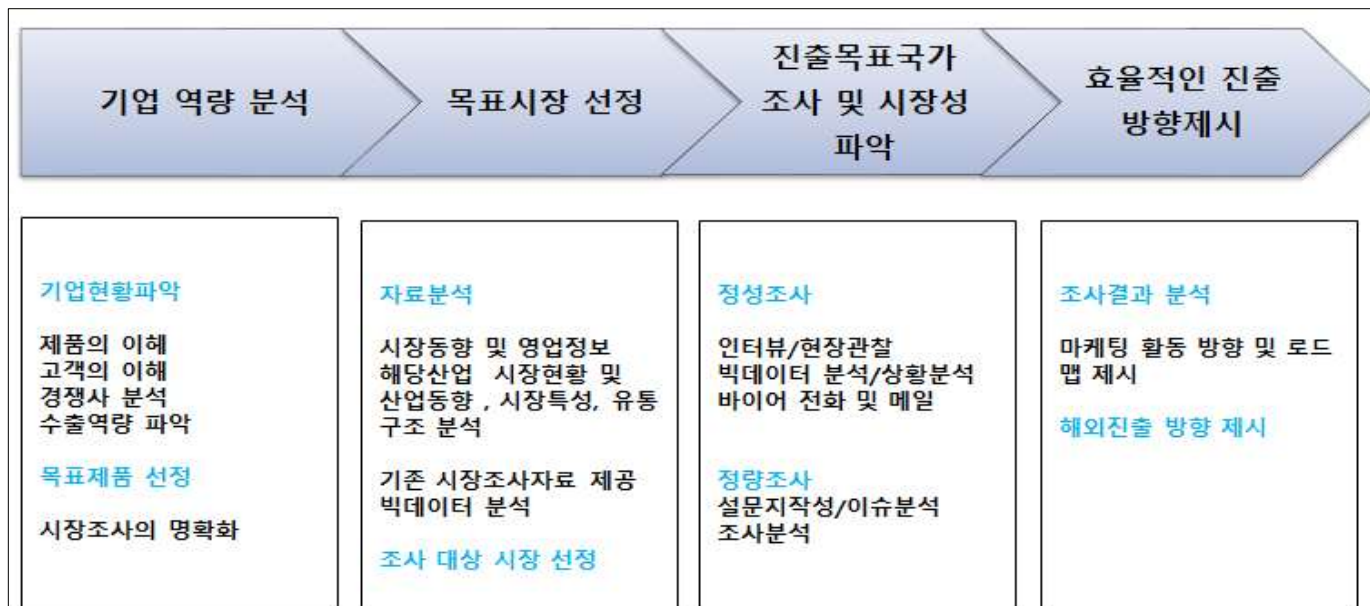 기업 역량 분석
목표시장 선정
진출목표국가
조사 및 시장성
파악
효율적인 진출
방향제시
기업현황파악
제품의 이헤
고객의 이해
경쟁사 분석
수출역량 파악
목표제품 선정
시장조사의 명확화
자료분석
시장동향 및 영업정보
해당산업 시장현황 및
산업동향 , 시장특성, 유통
구조 분석
기존 시장조사자료 제공
빅데이터 분석
조사 대상 시장 선정
정성조사
인터뷰/현장관찰
빅데이터 분석/상황분석
바이어 전화 및 메일
정량조사
설문지작성/이슈분석
조사분석
조사결과 분석
마케팅 활동 방향 및 로드
맵 제시
해외진출 방향 제시